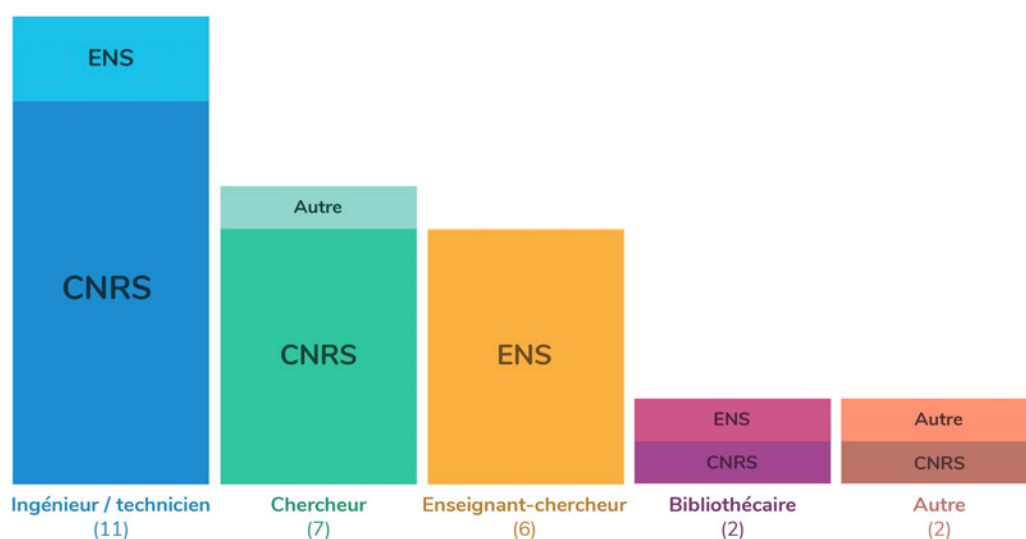 ENS
CNRS
Autre
CNRS
ENS
ENS
CNRS
Autre
CNRS
Ingénieur / technicien
(11)
Chercheur
(7)
Enseignant-chercheur
(6)
Bibliothécaire
(2)
Autre
(2)